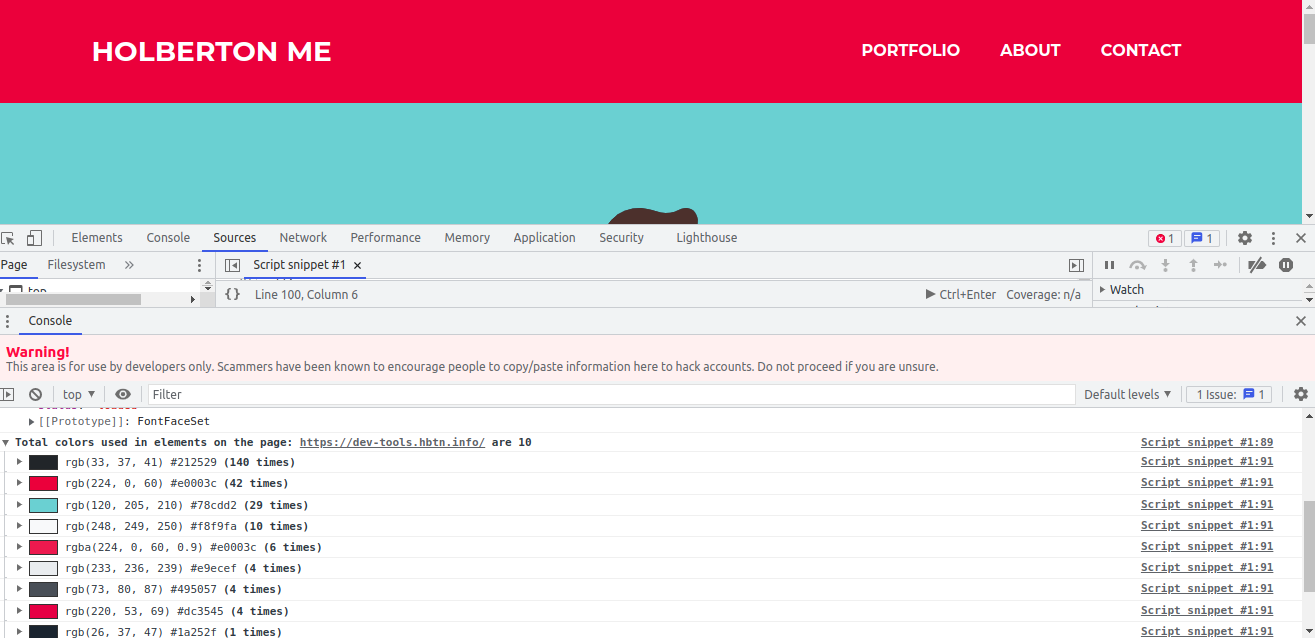 HOLBERTON ME PORTFOLIO ABOUT CONTACT
Elements Console Sources Network Performance Memory Application Security Lighthouse 1 1
Page Filesystem » Script snippet #1 ×
top
{} Line 100, Column 6 Ctrl+Enter Coverage: n/a Watch
Console
Warning!
This area is for use by developers only. Scammers have been known to encourage people to copy/paste information here to hack accounts. Do not proceed if you are unsure.
top Filter Default levels 1 Issue: 1
[[Prototype]]: FontFaceSet
Total colors used in elements on the page: https://dev-tools.hbtn.info/ are 10 Script snippet #1:89
rgb(33, 37, 41) #212529 (140 times) Script snippet #1:91
rgb(224, 0, 60) #e0003c (42 times) Script snippet #1:91
rgb(120, 205, 210) #78cdd2 (29 times) Script snippet #1:91
rgb(248, 249, 250) #f8f9fa (10 times) Script snippet #1:91
rgba(224, 0, 60, 0.9) #e0003c (6 times) Script snippet #1:91
rgb(233, 236, 239) #e9ecef (4 times) Script snippet #1:91
rgb(73, 80, 87) #495057 (4 times) Script snippet #1:91
rgb(220, 53, 69) #dc3545 (4 times) Script snippet #1:91
rgb(26, 37, 47) #1a252f (1 times) Script snippet #1:91